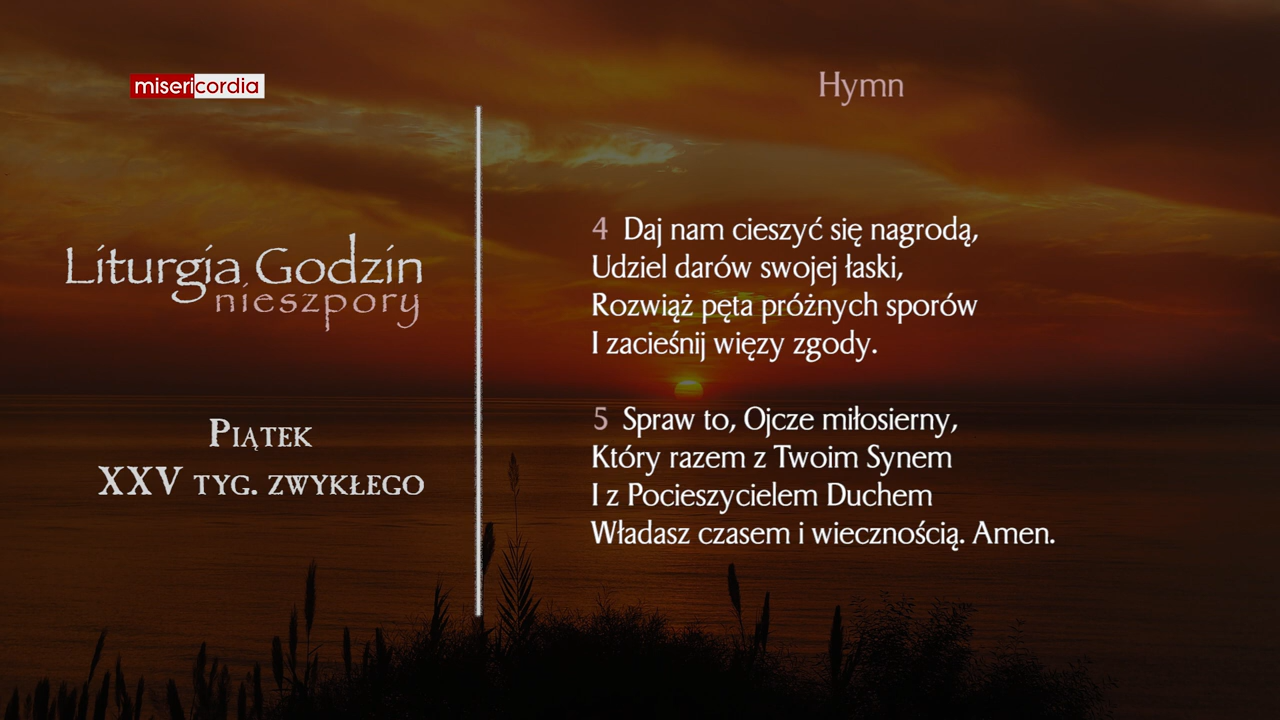 misericordia
Liturgia Godzin
nieszpory
Piątek
XXV tyg. zwykłego
Hymn
4 Daj nam cieszyć się nagrodą,
Udziel darów swojej łaski,
Rozwiąż pęta próżnych sporów
I zacieśnij więzy zgody.
5 Spraw to, Ojcze miłosierny,
Który razem z Twoim Synem
I z Pocieszycielem Duchem
Władasz czasem i wiecznością. Amen.